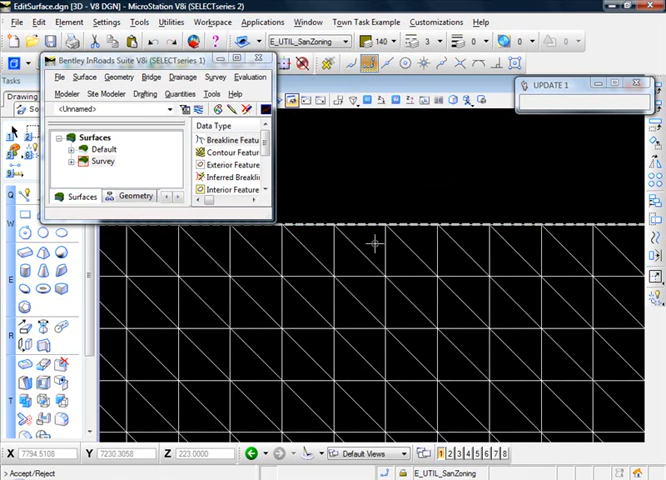 EditSurface.dgn [3D - V8 DGN] - MicroStation V8i (SELECTseries 2)
File Edit Element Settings Tools Utilities Workspace Applications Window Town Task Example Customizations Help
E_UTIL_SanZoning 140 3 0 0
Tasks
Drawing
Bentley InRoads Suite V8i (SELECTseries 1)
File Surface Geometry Bridge Drainage Survey Evaluation
Modeler Site Modeler Drafting Quantities Tools Help
<Unnamed>
Surfaces
Default
Survey
Data Type
Breakline Featu
Contour Featur
Exterior Feature
Inferred Breakli
Interior Feature
Surfaces Geometry
UPDATE 1
Q
W
E
R
T
X 7794.5108 Y 7230.3058 Z 223.0000 Default Views 1 2 3 4 5 6 7 8
> Accept/Reject E_UTIL_SanZoning